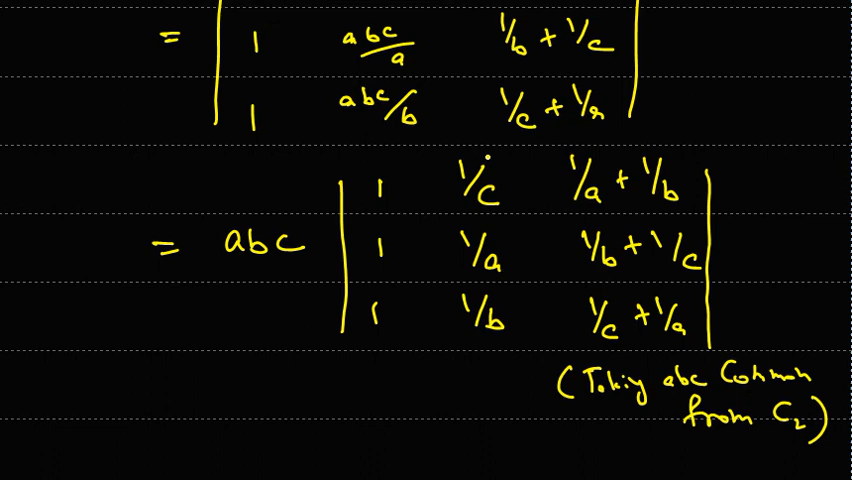 = | 1 abc/a 1/b + 1/c |
| 1 abc/b 1/c + 1/a |
| 1 1/c 1/a + 1/b |
= abc | 1 1/a 1/b + 1/c |
| 1 1/b 1/c + 1/a |
(Taking abc Common
from C₂)